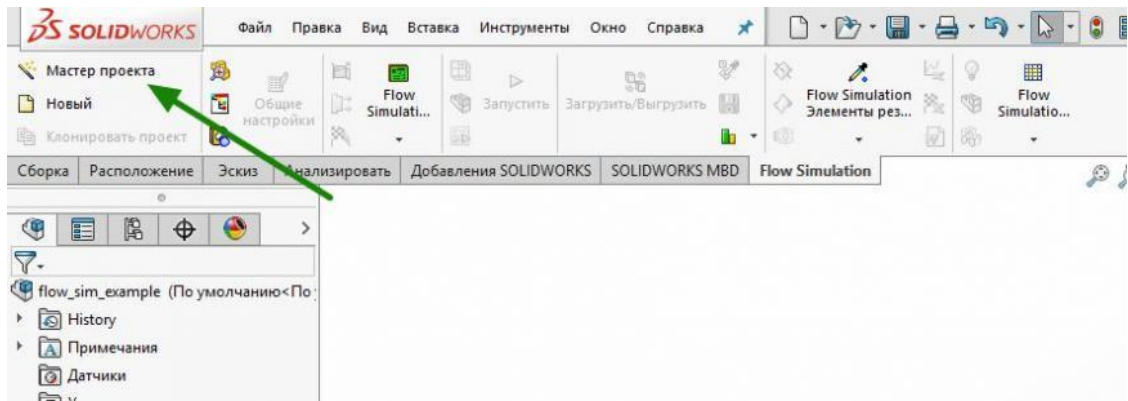 SOLIDWORKS Файл Правка Вид Вставка Инструменты Окно Справка
Мастер проекта
Новый
Клонировать проект
Общие
настройки
Flow
Simulati...
Запустить
Загрузить/Выгрузить
Flow Simulation
Элементы рез...
Flow
Simulatio...
Сборка Расположение Эскиз Анализировать Добавления SOLIDWORKS SOLIDWORKS MBD Flow Simulation
flow_sim_example (По умолчанию<По
History
Примечания
Датчики